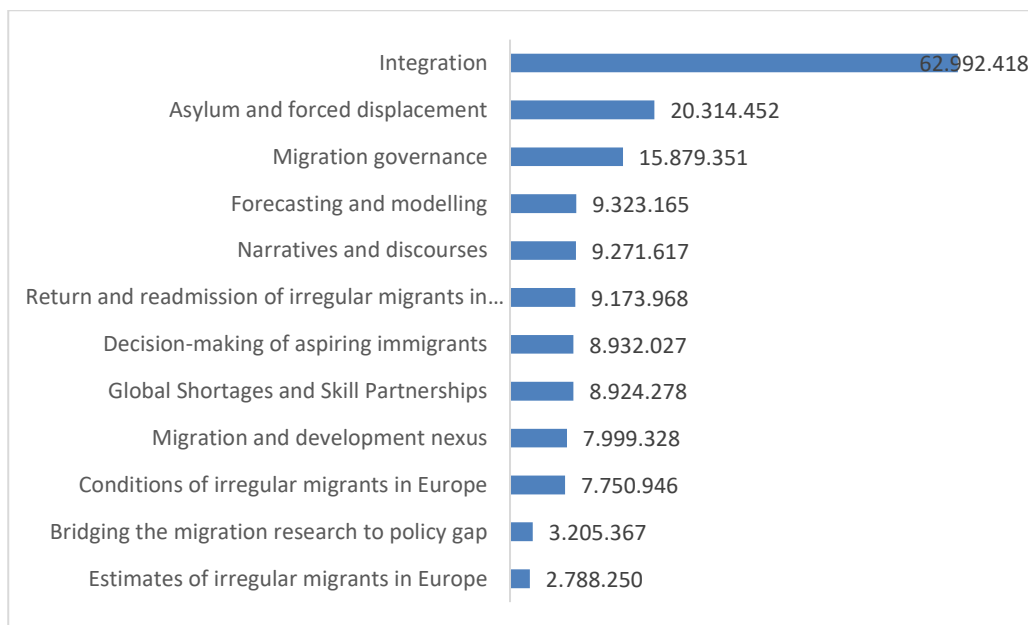 Integration 62.992.418
Asylum and forced displacement 20.314.452
Migration governance 15.879.351
Forecasting and modelling 9.323.165
Narratives and discourses 9.271.617
Return and readmission of irregular migrants in... 9.173.968
Decision-making of aspiring immigrants 8.932.027
Global Shortages and Skill Partnerships 8.924.278
Migration and development nexus 7.999.328
Conditions of irregular migrants in Europe 7.750.946
Bridging the migration research to policy gap 3.205.367
Estimates of irregular migrants in Europe 2.788.250